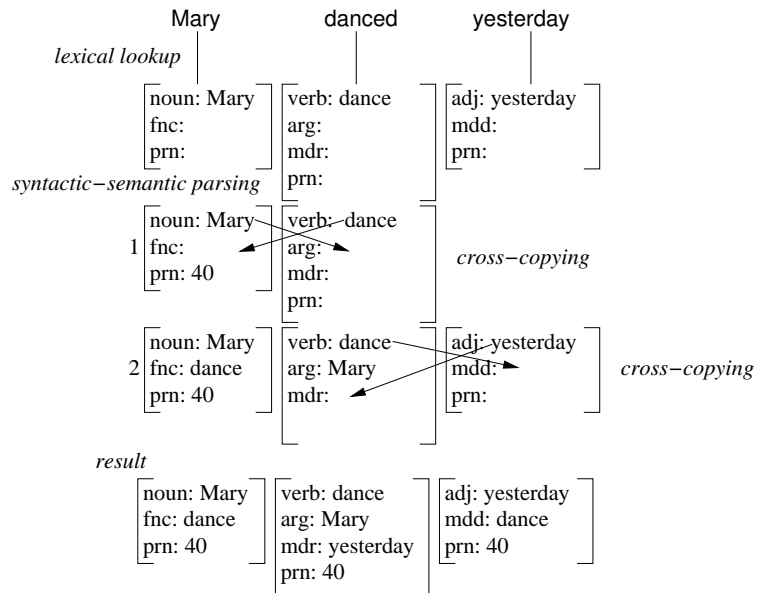 Mary danced yesterday
lexical lookup
noun: Mary verb: dance adj: yesterday
fnc: arg: mdd:
prn: mdr: prn:
prn:
syntactic−semantic parsing
noun: Mary verb: dance
1 fnc: arg: cross−copying
prn: 40 mdr:
prn:
noun: Mary verb: dance adj: yesterday
2 fnc: dance arg: Mary mdd: cross−copying
prn: 40 mdr: prn:
result
noun: Mary verb: dance adj: yesterday
fnc: dance arg: Mary mdd: dance
prn: 40 mdr: yesterday prn: 40
prn: 40